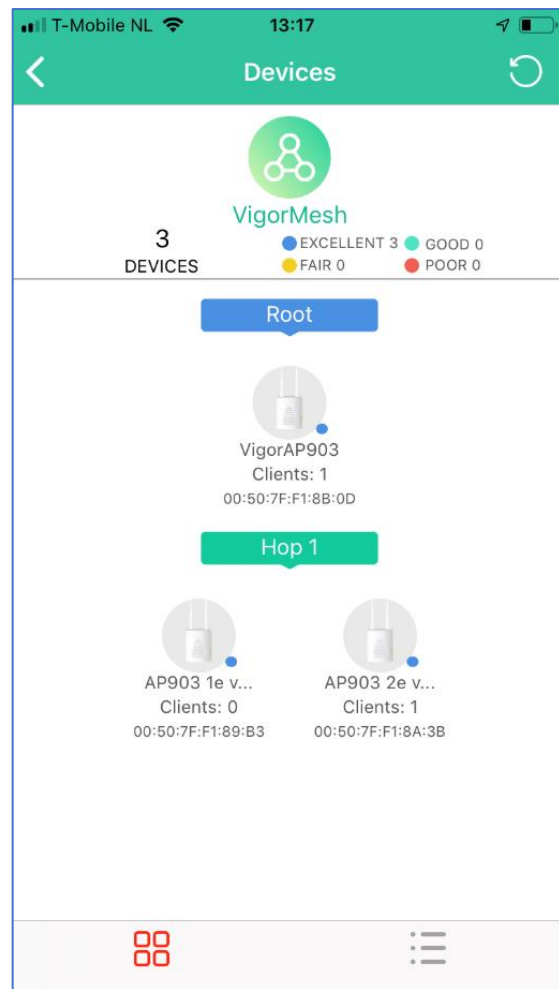 T-Mobile NL 13:17
Devices
VigorMesh
3
DEVICES
EXCELLENT 3 GOOD 0
FAIR 0 POOR 0
Root
VigorAP903
Clients: 1
00:50:7F:F1:8B:0D
Hop 1
AP903 1e v... AP903 2e v...
Clients: 0 Clients: 1
00:50:7F:F1:89:B3 00:50:7F:F1:8A:3B